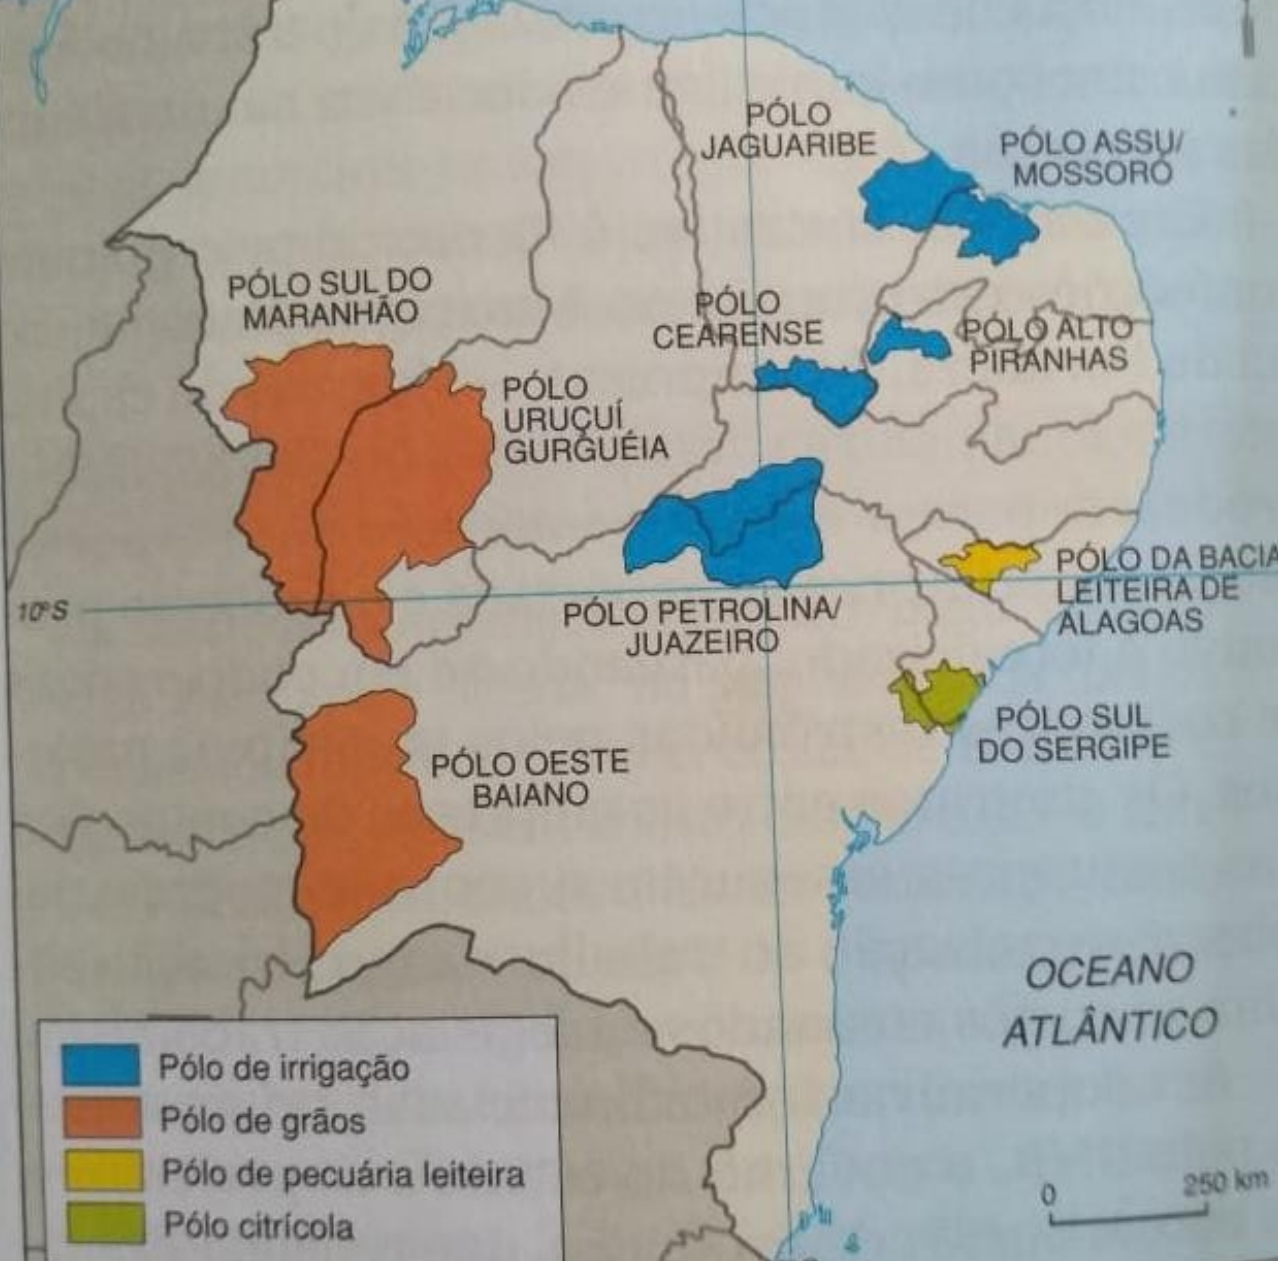 PÓLO
JAGUARIBE
PÓLO ASSU/
MOSSORÓ
PÓLO SUL DO
MARANHÃO
PÓLO
CEARENSE
PÓLO ALTO
PIRANHAS
PÓLO
URUÇUÍ
GURGUÉIA
PÓLO DA BACIA
LEITEIRA DE
ALAGOAS
10°S
PÓLO PETROLINA/
JUAZEIRO
PÓLO SUL
DO SERGIPE
PÓLO OESTE
BAIANO
OCEANO
ATLÂNTICO
Pólo de irrigação
Pólo de grãos
Pólo de pecuária leiteira
Pólo citrícola
0 250 km